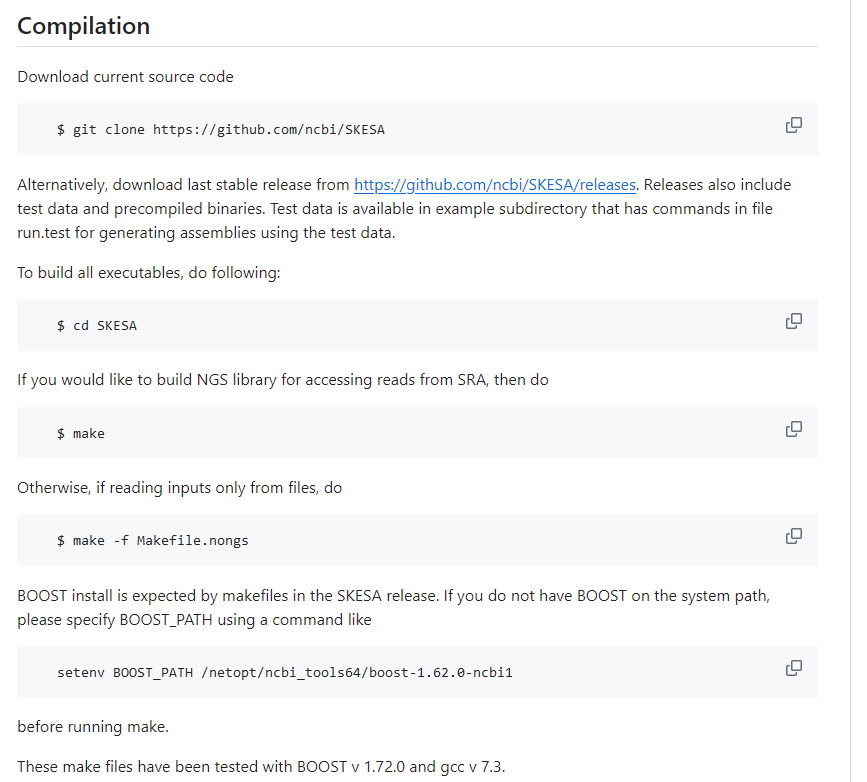 Compilation
Download current source code
$ git clone https://github.com/ncbi/SKESA
Alternatively, download last stable release from https://github.com/ncbi/SKESA/releases. Releases also include
test data and precompiled binaries. Test data is available in example subdirectory that has commands in file
run.test for generating assemblies using the test data.
To build all executables, do following:
$ cd SKESA
If you would like to build NGS library for accessing reads from SRA, then do
$ make
Otherwise, if reading inputs only from files, do
$ make -f Makefile.nongs
BOOST install is expected by makefiles in the SKESA release. If you do not have BOOST on the system path,
please specify BOOST_PATH using a command like
setenv BOOST_PATH /netopt/ncbi_tools64/boost-1.62.0-ncbi1
before running make.
These make files have been tested with BOOST v 1.72.0 and gcc v 7.3.